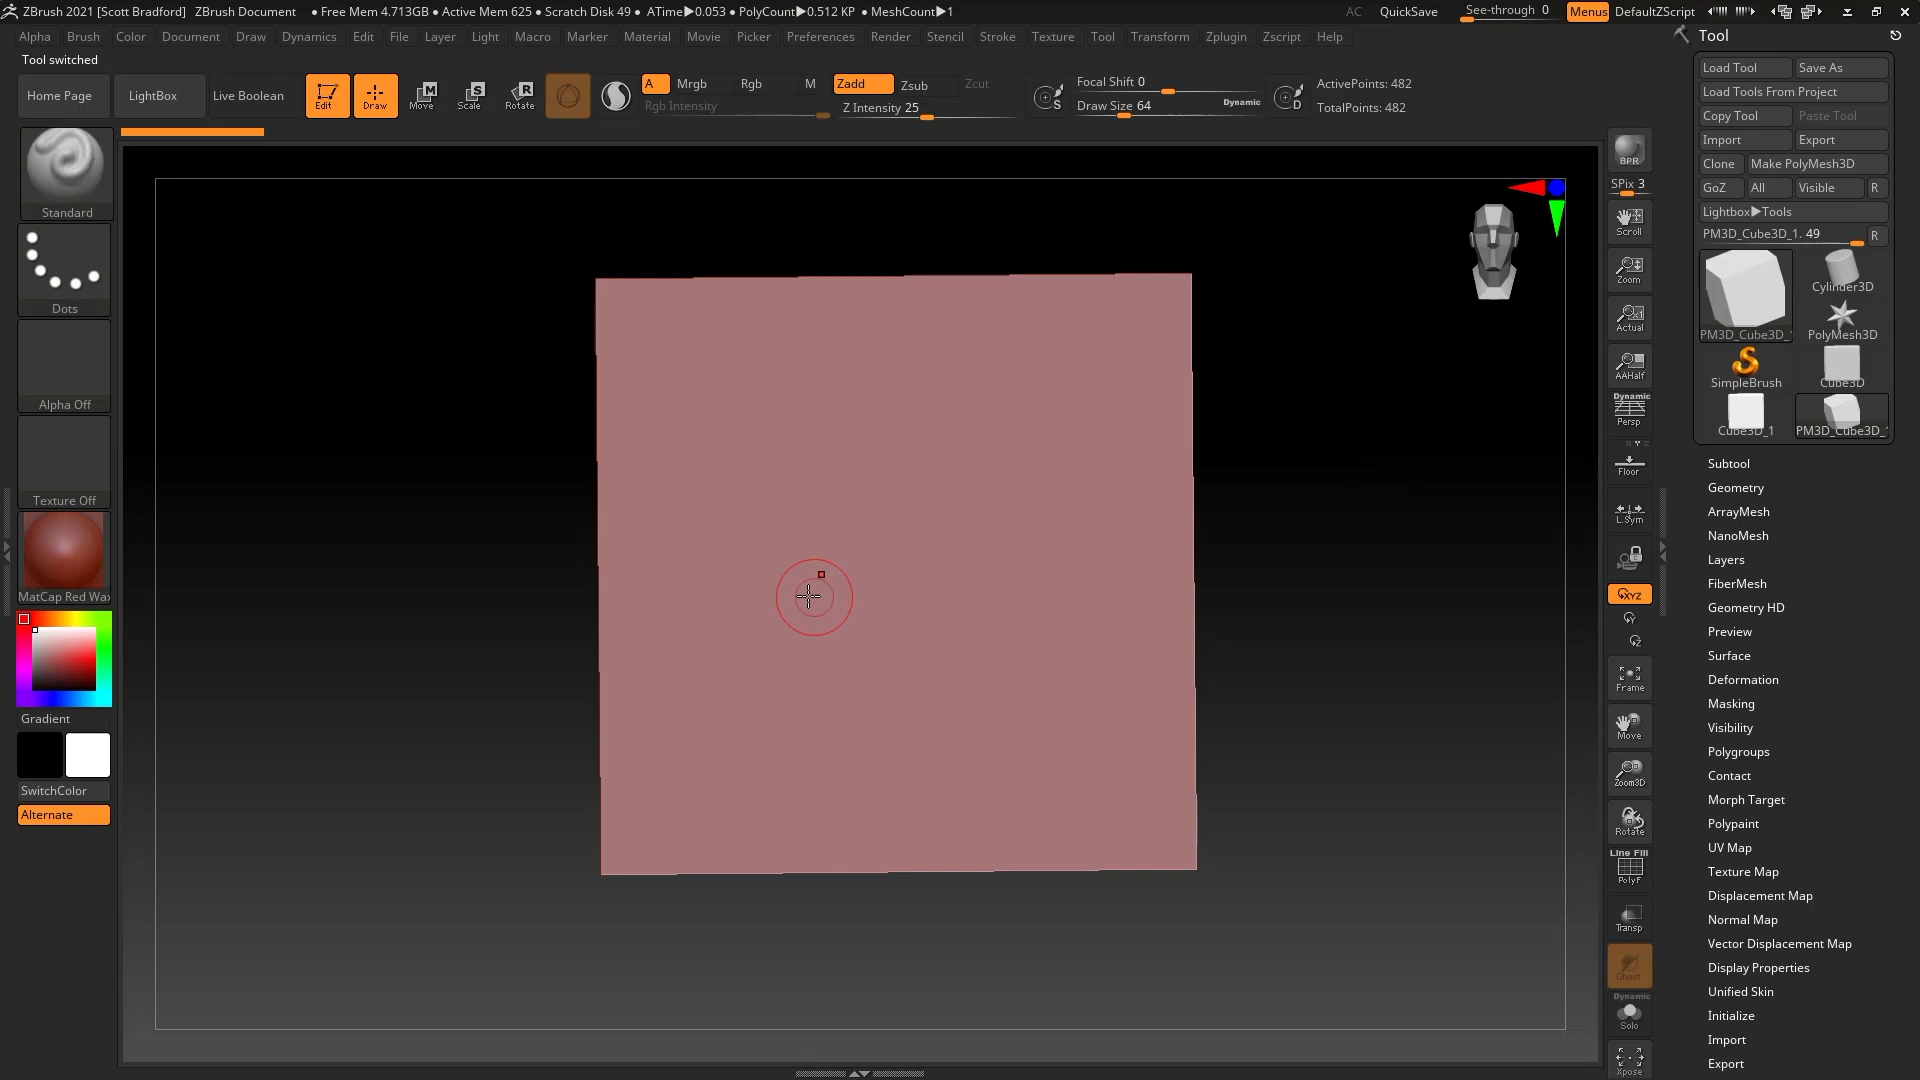 ZBrush 2021 [Scott Bradford] ZBrush Document • Free Mem 4.713GB • Active Mem 625 • Scratch Disk 49 • ATime▶0.053 • PolyCount▶0.512 KP • MeshCount▶1 AC QuickSave See-through 0 Menus DefaultZScript
Alpha Brush Color Document Draw Dynamics Edit File Layer Light Macro Marker Material Movie Picker Preferences Render Stencil Stroke Texture Tool Transform Zplugin Zscript Help
Tool switched
Home Page LightBox Live Boolean Edit Draw Move Scale Rotate
A Mrgb Rgb M
Rgb Intensity
Zadd Zsub Zcut
Z Intensity 25
Focal Shift 0
Draw Size 64 Dynamic
ActivePoints: 482
TotalPoints: 482
Standard
Dots
Alpha Off
Texture Off
MatCap Red Wax
Gradient
SwitchColor
Alternate
BPR
SPix 3
Scroll
Zoom
Actual
AAHalf
Dynamic
Persp
Floor
L.Sym
XYZ
Y
Z
Frame
Move
Zoom3D
Rotate
Line Fill
PolyF
Transp
Ghost
Dynamic
Solo
Xpose
Tool
Load Tool Save As
Load Tools From Project
Copy Tool Paste Tool
Import Export
Clone Make PolyMesh3D
GoZ All Visible R
Lightbox▶Tools
PM3D_Cube3D_1. 49 R
PM3D_Cube3D_1
Cylinder3D
PolyMesh3D
SimpleBrush
Cube3D
Cube3D_1
PM3D_Cube3D_1
Subtool
Geometry
ArrayMesh
NanoMesh
Layers
FiberMesh
Geometry HD
Preview
Surface
Deformation
Masking
Visibility
Polygroups
Contact
Morph Target
Polypaint
UV Map
Texture Map
Displacement Map
Normal Map
Vector Displacement Map
Display Properties
Unified Skin
Initialize
Import
Export